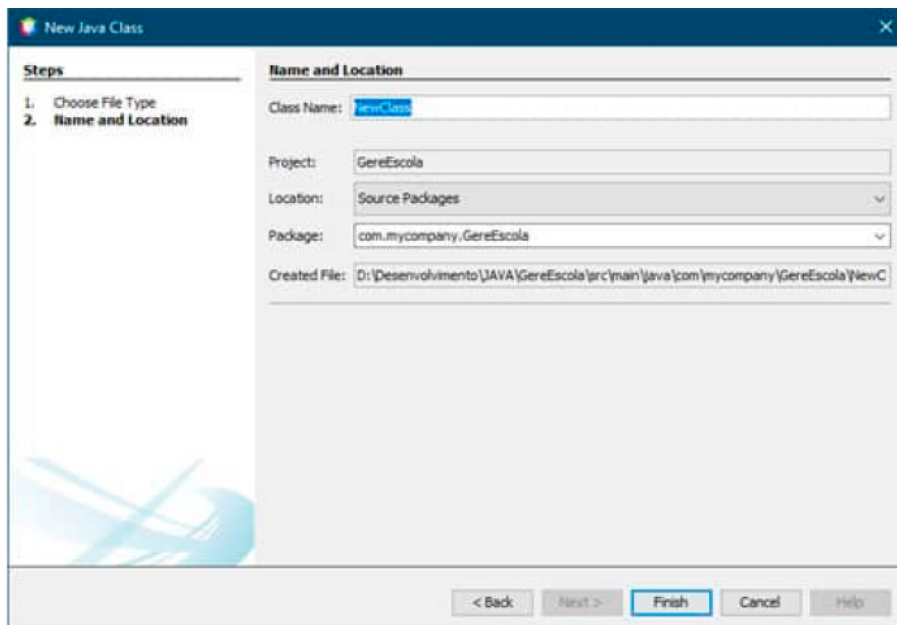 New Java Class
Steps
1. Choose File Type
2. Name and Location
Name and Location
Class Name: NewClass
Project: GereEscola
Location: Source Packages
Package: com.mycompany.GereEscola
Created File: D:\Desenvolvimento\JAVA\GereEscola\src\main\java\com\mycompany\GereEscola\NewC
< Back Next > Finish Cancel Help